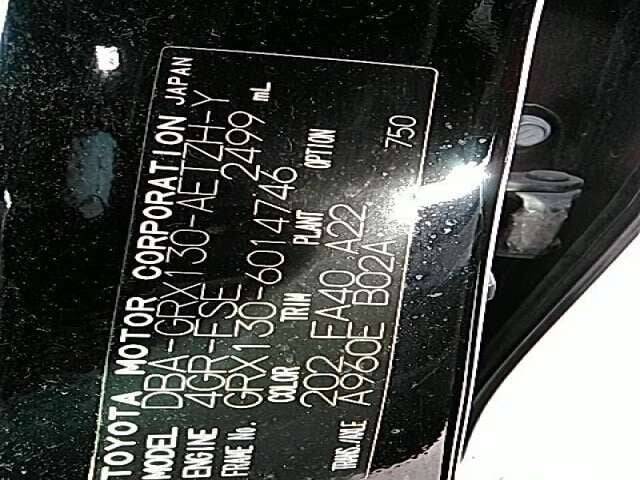 TOYOTA MOTOR CORPORATION JAPAN
MODEL DBA-GRX130-AETZH-Y
ENGINE 4GR-FSE 2499 mL
FRAME No. GRX130-6014746
COLOR TRIM PLANT OPTION
202 EA40 A22 750
TRANS./AXLE A960E B02A